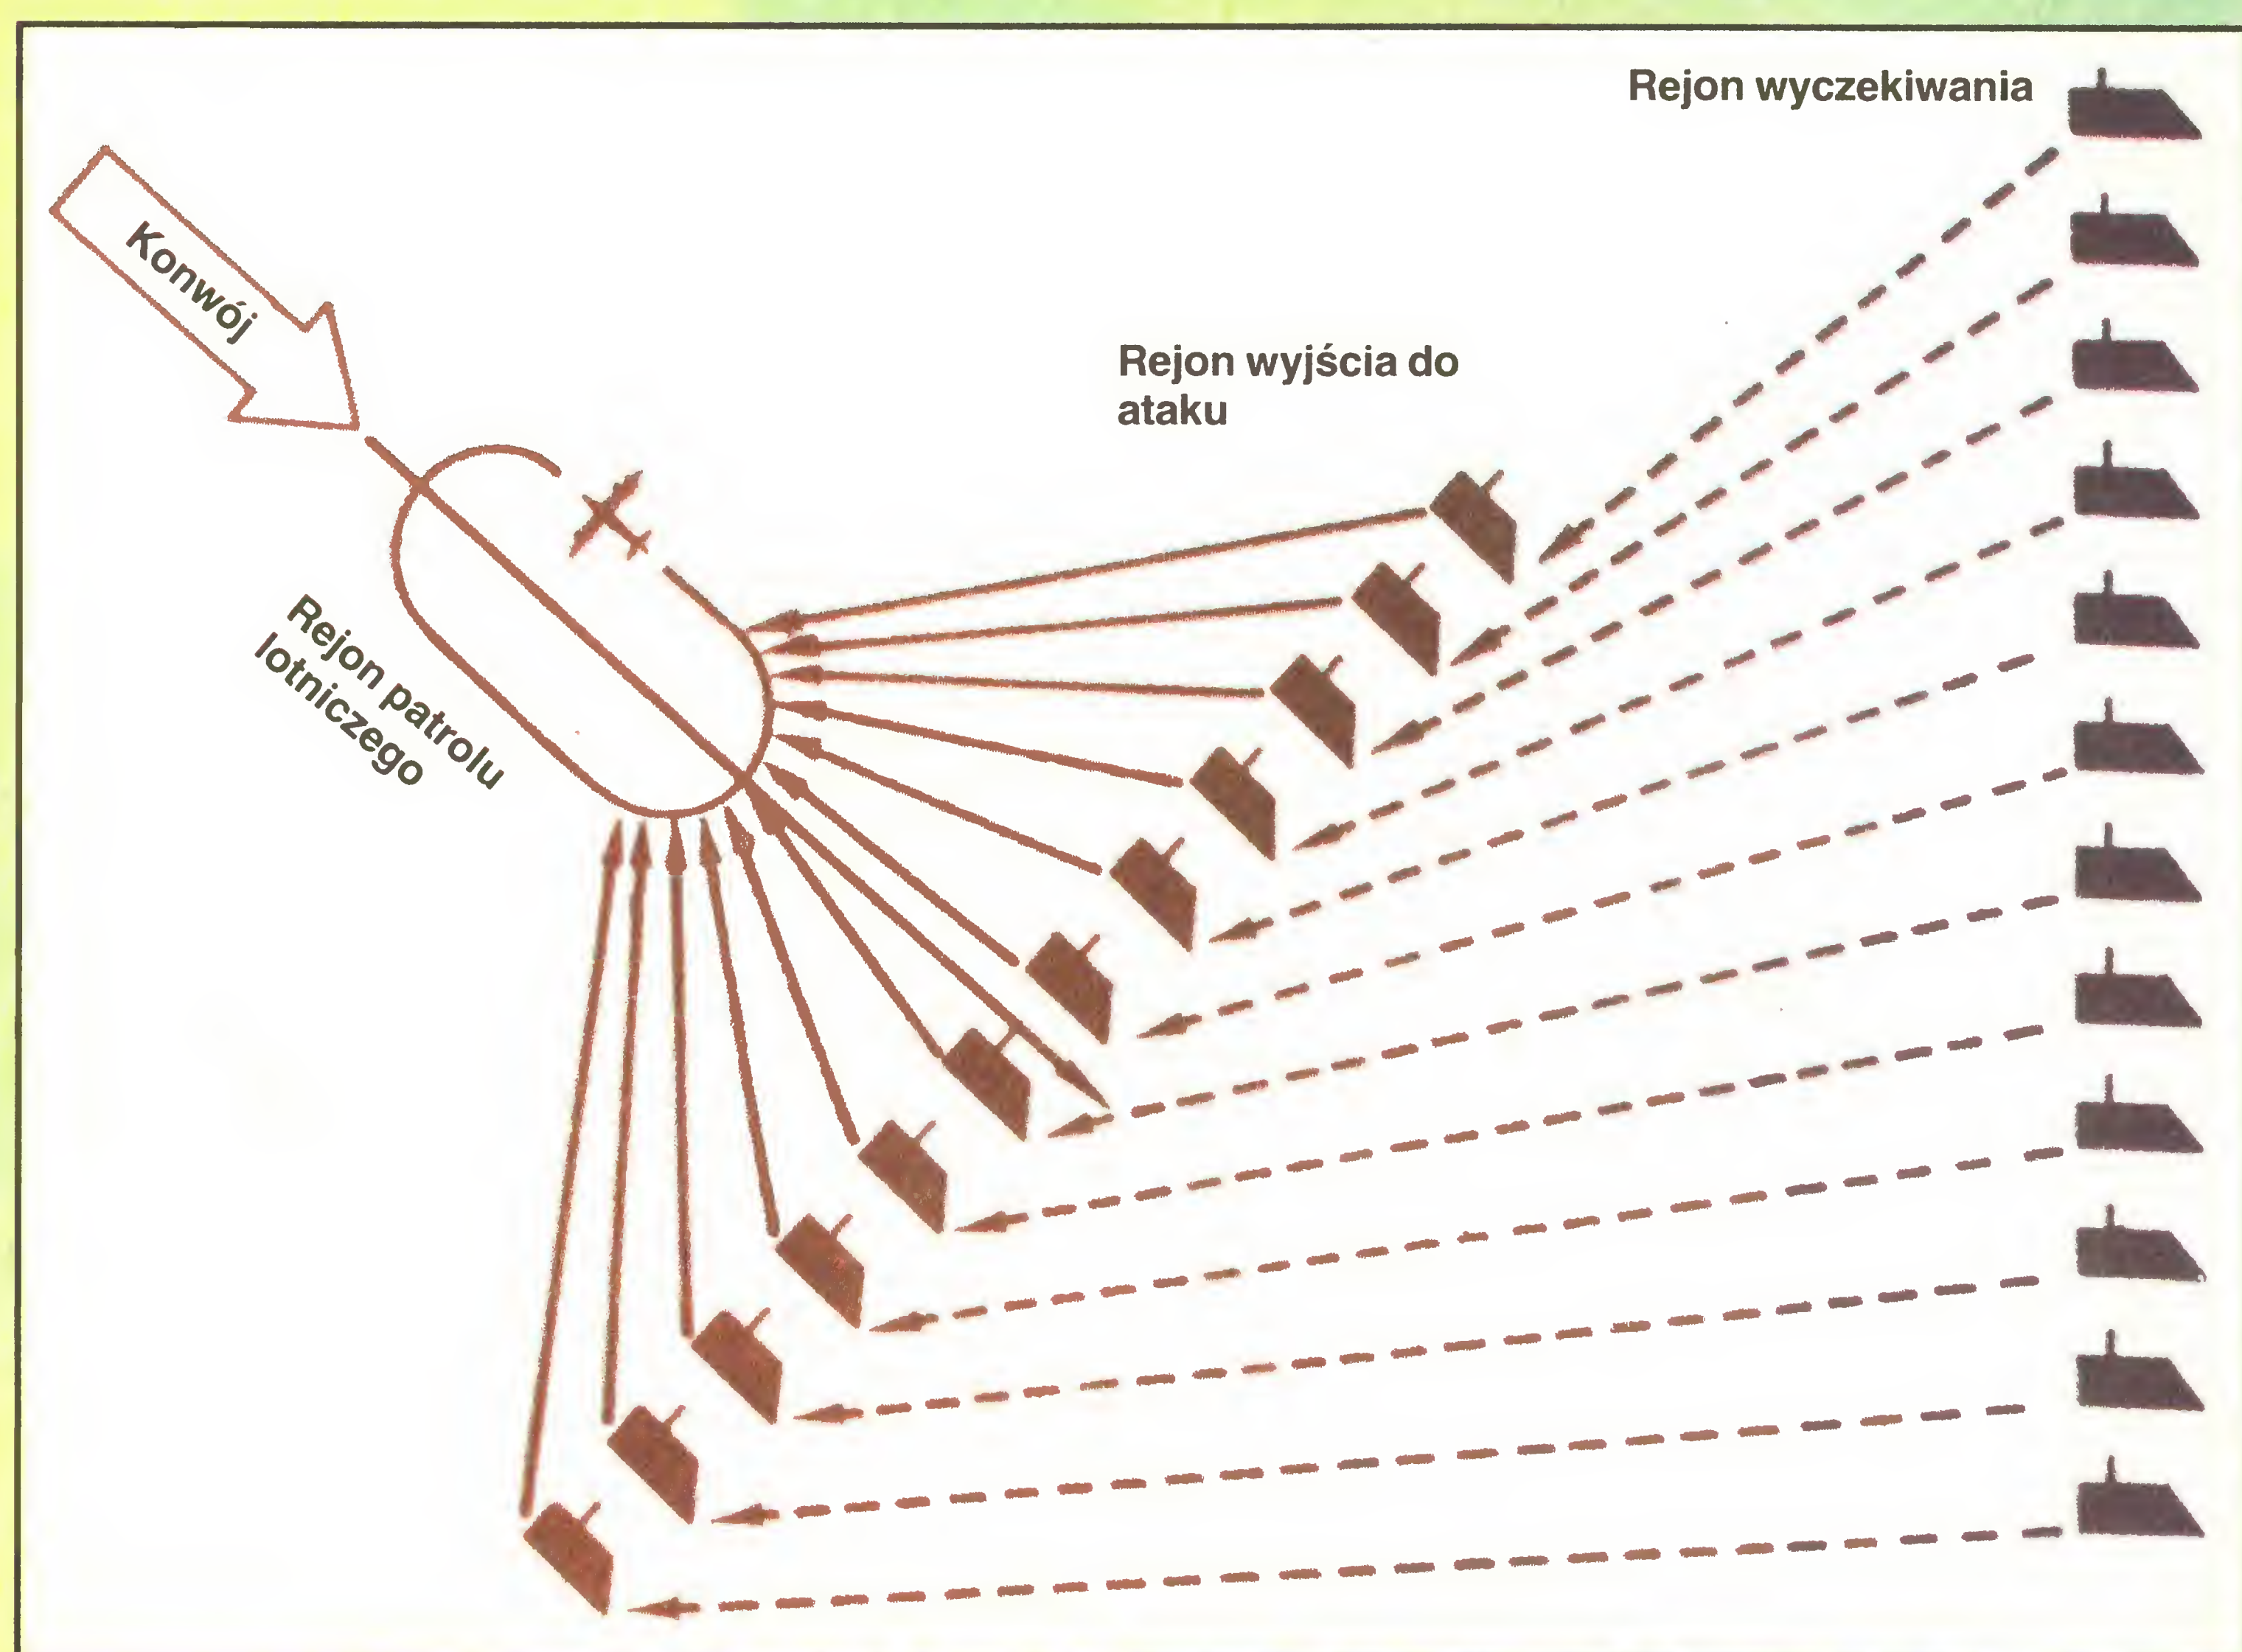 Rejon wyczekiwania
Konwój
Rejon wyjścia do
ataku
Rejon patrolu
lotniczego